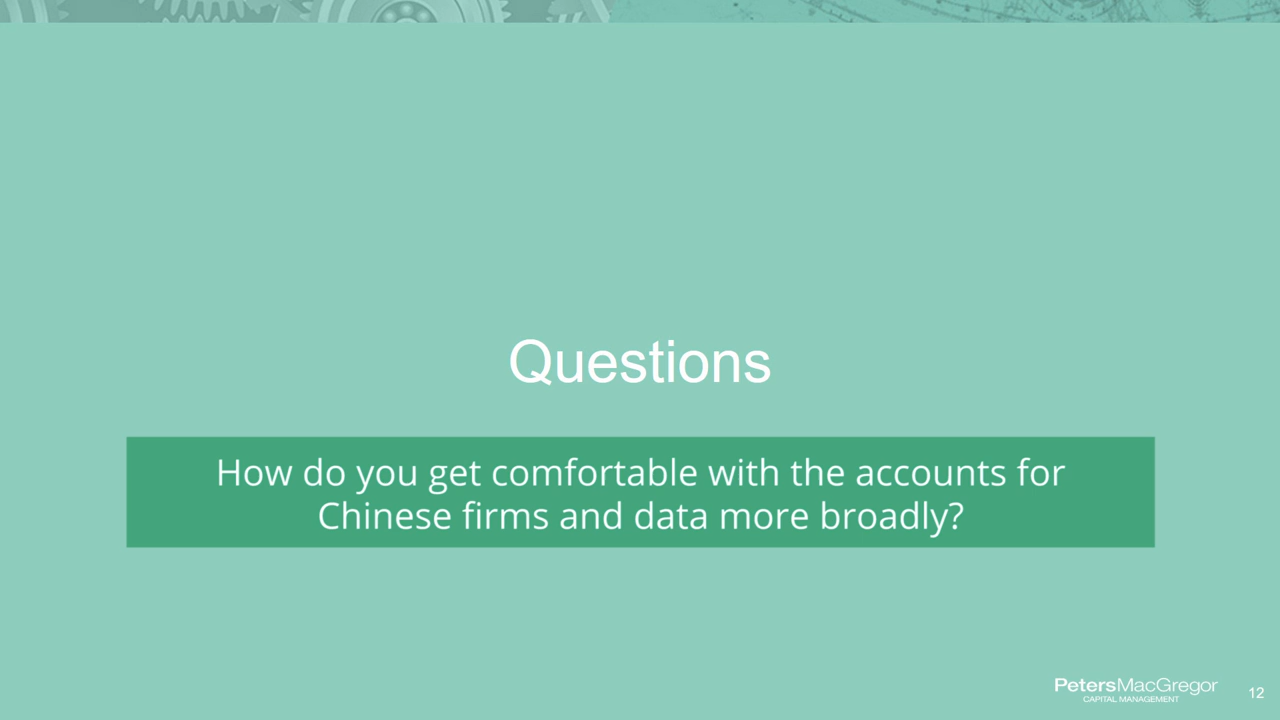 Questions
How do you get comfortable with the accounts for
Chinese firms and data more broadly?
PetersMacGregor
CAPITAL MANAGEMENT
12